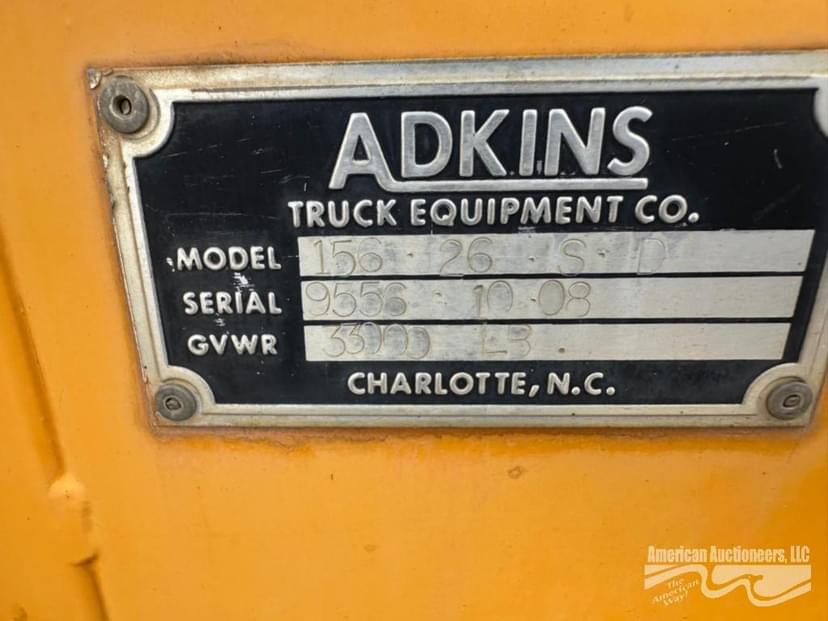 ADKINS
TRUCK EQUIPMENT CO.
MODEL 156 · 26 · S · D
SERIAL 9556 · 10 · 08
GVWR 33000 LB
CHARLOTTE, N.C.
American Auctioneers, LLC
The American Way!